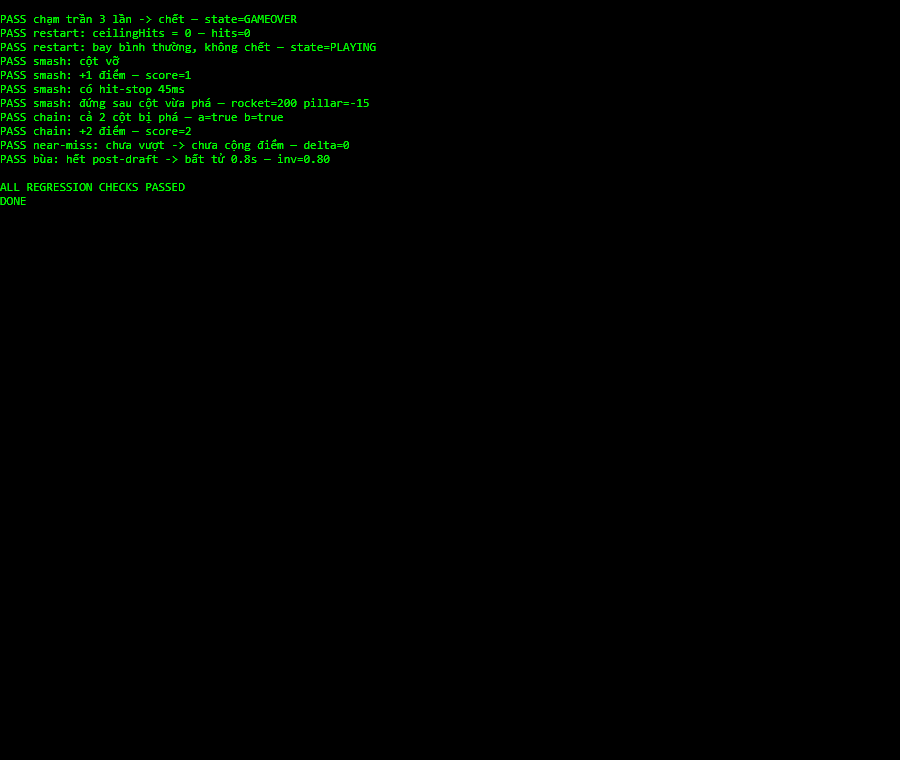 PASS chạm trần 3 lần -> chết — state=GAMEOVER
PASS restart: ceilingHits = 0 — hits=0
PASS restart: bay bình thường, không chết — state=PLAYING
PASS smash: cột vỡ
PASS smash: +1 điểm — score=1
PASS smash: có hit-stop 45ms
PASS smash: đứng sau cột vừa phá — rocket=200 pillar=-15
PASS chain: cả 2 cột bị phá — a=true b=true
PASS chain: +2 điểm — score=2
PASS near-miss: chưa vượt -> chưa cộng điểm — delta=0
PASS bùa: hết post-draft -> bất tử 0.8s — inv=0.80
ALL REGRESSION CHECKS PASSED
DONE